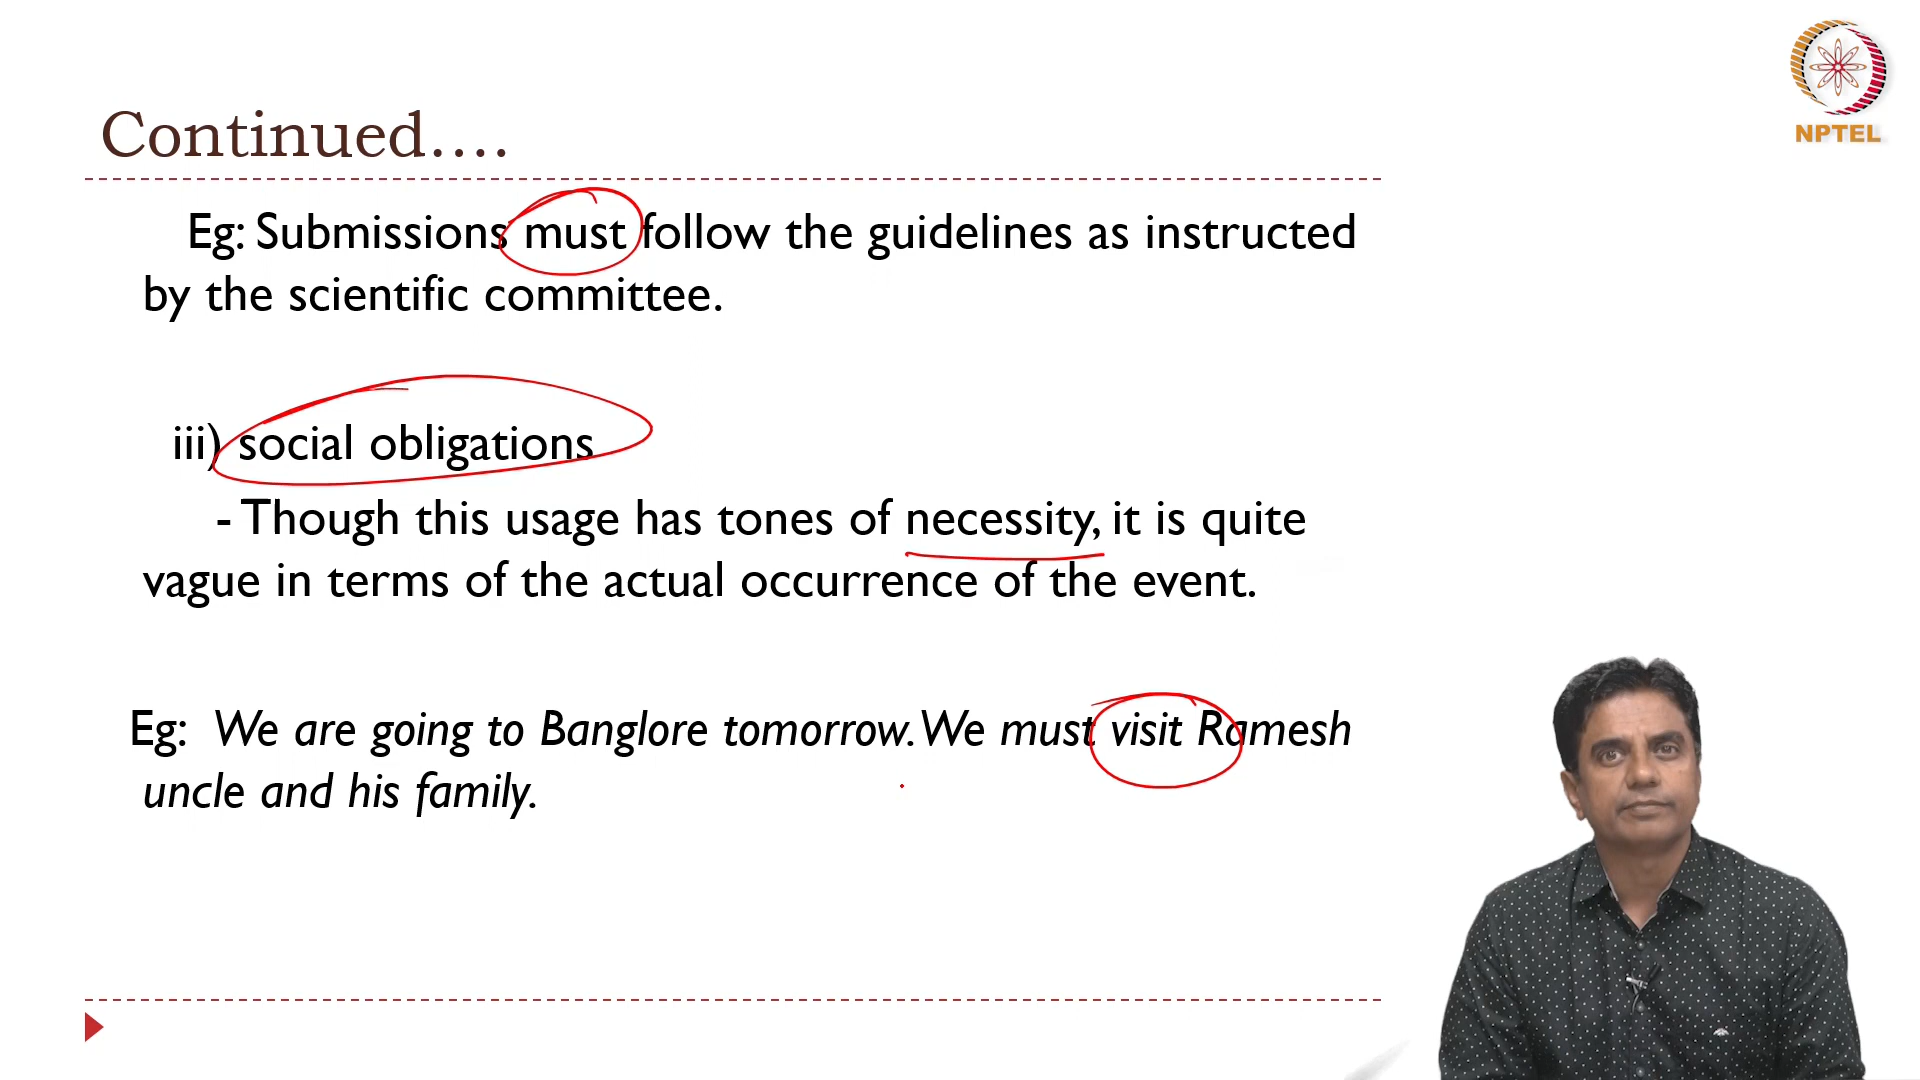 NPTEL
Continued....
Eg: Submissions must follow the guidelines as instructed
by the scientific committee.
iii) social obligations
- Though this usage has tones of necessity, it is quite
vague in terms of the actual occurrence of the event.
Eg: We are going to Banglore tomorrow. We must visit Ramesh
uncle and his family.